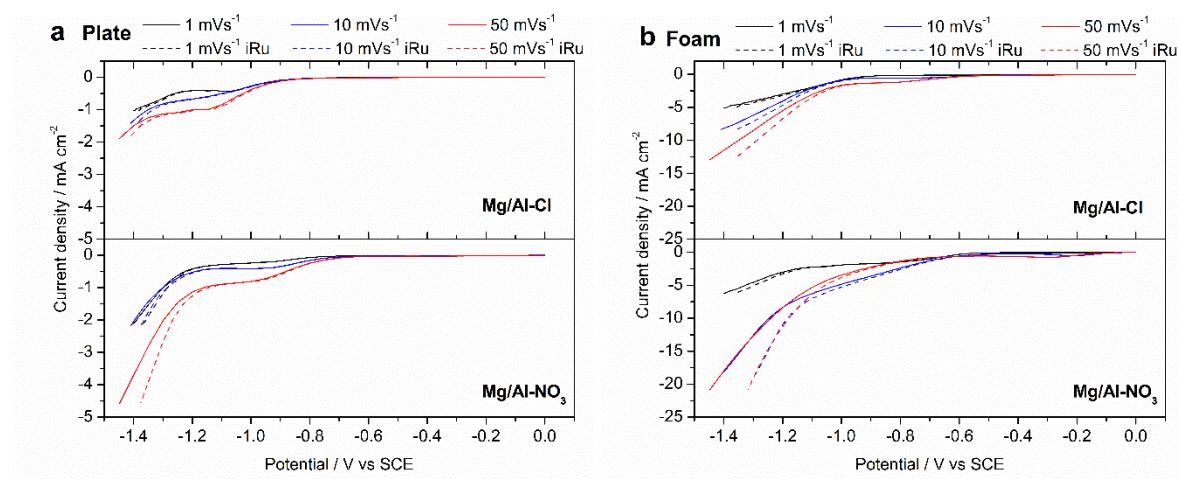 a Plate
1 mVs⁻¹ 10 mVs⁻¹ 50 mVs⁻¹
1 mVs⁻¹ iRu 10 mVs⁻¹ iRu 50 mVs⁻¹ iRu
0
-1
-2
-3
-4
-5
Mg/Al-Cl
0
-1
-2
-3
-4
-5
Mg/Al-NO₃
Current density / mA cm⁻²
-1.4 -1.2 -1.0 -0.8 -0.6 -0.4 -0.2 0.0
Potential / V vs SCE
b Foam
1 mVs⁻¹ 10 mVs⁻¹ 50 mVs⁻¹
1 mVs⁻¹ iRu 10 mVs⁻¹ iRu 50 mVs⁻¹ iRu
0
-5
-10
-15
-20
-25
Mg/Al-Cl
0
-5
-10
-15
-20
-25
Mg/Al-NO₃
Current density / mA cm⁻²
-1.4 -1.2 -1.0 -0.8 -0.6 -0.4 -0.2 0.0
Potential / V vs SCE